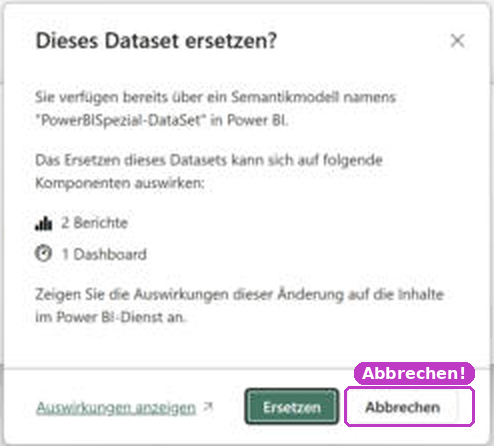 Dieses Dataset ersetzen?
Sie verfügen bereits über ein Semantikmodell namens
"PowerBISpezial-DataSet" in Power BI.
Das Ersetzen dieses Datasets kann sich auf folgende
Komponenten auswirken:
2 Berichte
1 Dashboard
Zeigen Sie die Auswirkungen dieser Änderung auf die Inhalte
im Power BI-Dienst an.
Abbrechen!
Auswirkungen anzeigen Ersetzen Abbrechen